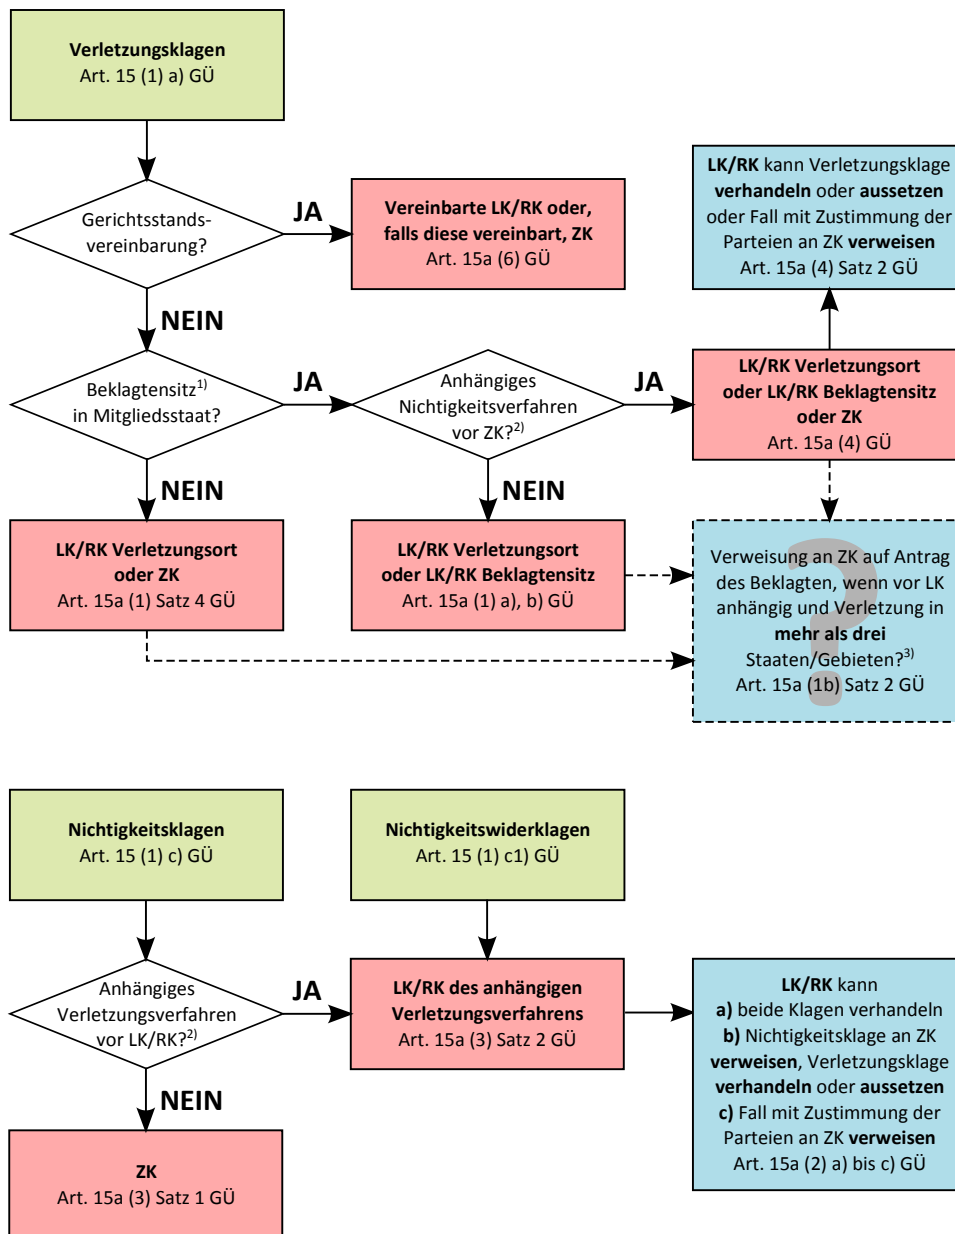 Verletzungsklagen
Art. 15 (1) a) GÜ
Gerichtsstands-
vereinbarung?
JA
Vereinbarte LK/RK oder,
falls diese vereinbart, ZK
Art. 15a (6) GÜ
LK/RK kann Verletzungsklage
verhandeln oder aussetzen
oder Fall mit Zustimmung der
Parteien an ZK verweisen
Art. 15a (4) Satz 2 GÜ
NEIN
Beklagtensitz1)
in Mitgliedsstaat?
JA
Anhängiges
Nichtigkeitsverfahren
vor ZK?2)
JA
LK/RK Verletzungsort
oder LK/RK Beklagtensitz
oder ZK
Art. 15a (4) GÜ
NEIN
NEIN
LK/RK Verletzungsort
oder ZK
Art. 15a (1) Satz 4 GÜ
LK/RK Verletzungsort
oder LK/RK Beklagtensitz
Art. 15a (1) a), b) GÜ
?
Verweisung an ZK auf Antrag
des Beklagten, wenn vor LK
anhängig und Verletzung in
mehr als drei
Staaten/Gebieten?3)
Art. 15a (1b) Satz 2 GÜ
Nichtigkeitsklagen
Art. 15 (1) c) GÜ
Nichtigkeitswiderklagen
Art. 15 (1) c1) GÜ
Anhängiges
Verletzungsverfahren
vor LK/RK?2)
JA
LK/RK des anhängigen
Verletzungsverfahrens
Art. 15a (3) Satz 2 GÜ
LK/RK kann
a) beide Klagen verhandeln
b) Nichtigkeitsklage an ZK
verweisen, Verletzungsklage
verhandeln oder aussetzen
c) Fall mit Zustimmung der
Parteien an ZK verweisen
Art. 15a (2) a) bis c) GÜ
NEIN
ZK
Art. 15a (3) Satz 1 GÜ